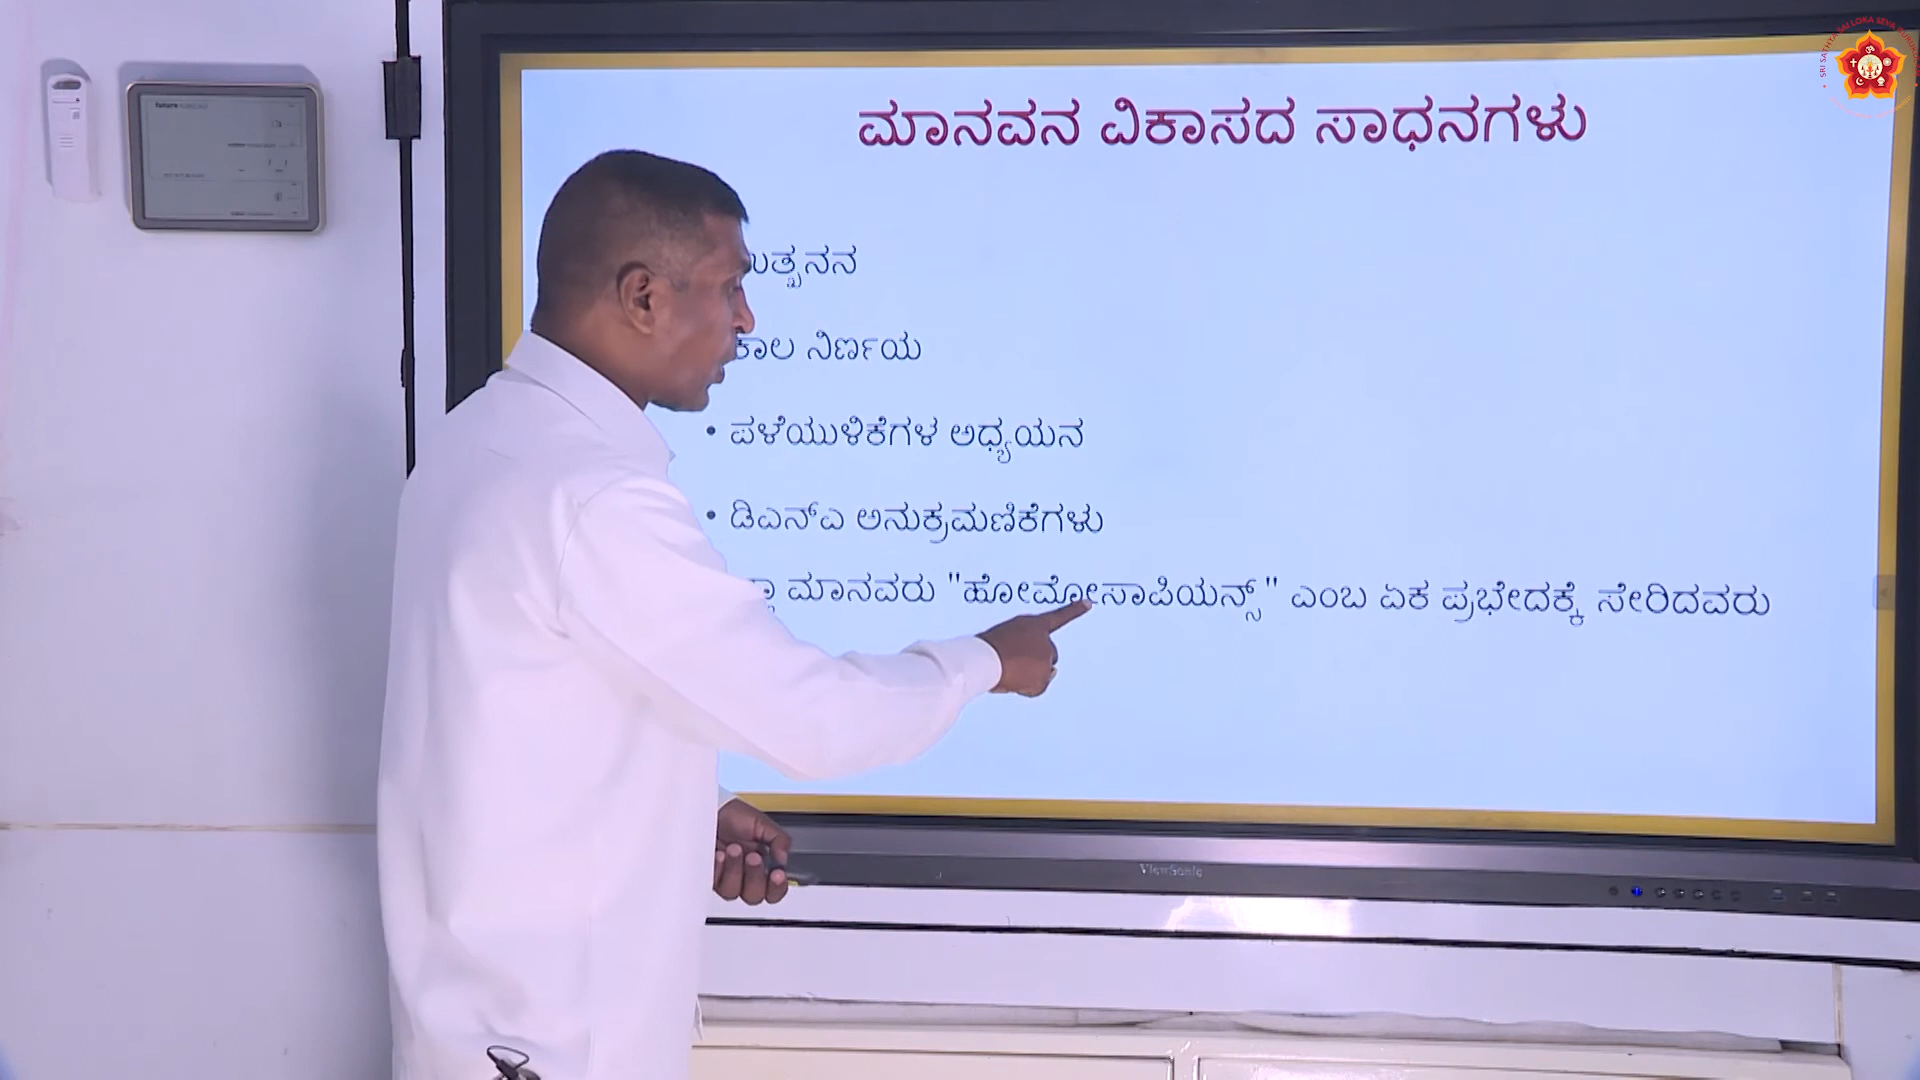 ಮಾನವನ ವಿಕಾಸದ ಸಾಧನಗಳು
ಉತ್ಖನನ
ಕಾಲ ನಿರ್ಣಯ
• ಪಳೆಯುಳಿಕೆಗಳ ಅಧ್ಯಯನ
• ಡಿಎನ್ಎ ಅನುಕ್ರಮಣಿಕೆಗಳು
ಮಾನವರು "ಹೋಮೋಸಾಪಿಯನ್ಸ್" ಎಂಬ ಏಕ ಪ್ರಭೇದಕ್ಕೆ ಸೇರಿದವರು
ViewSonic